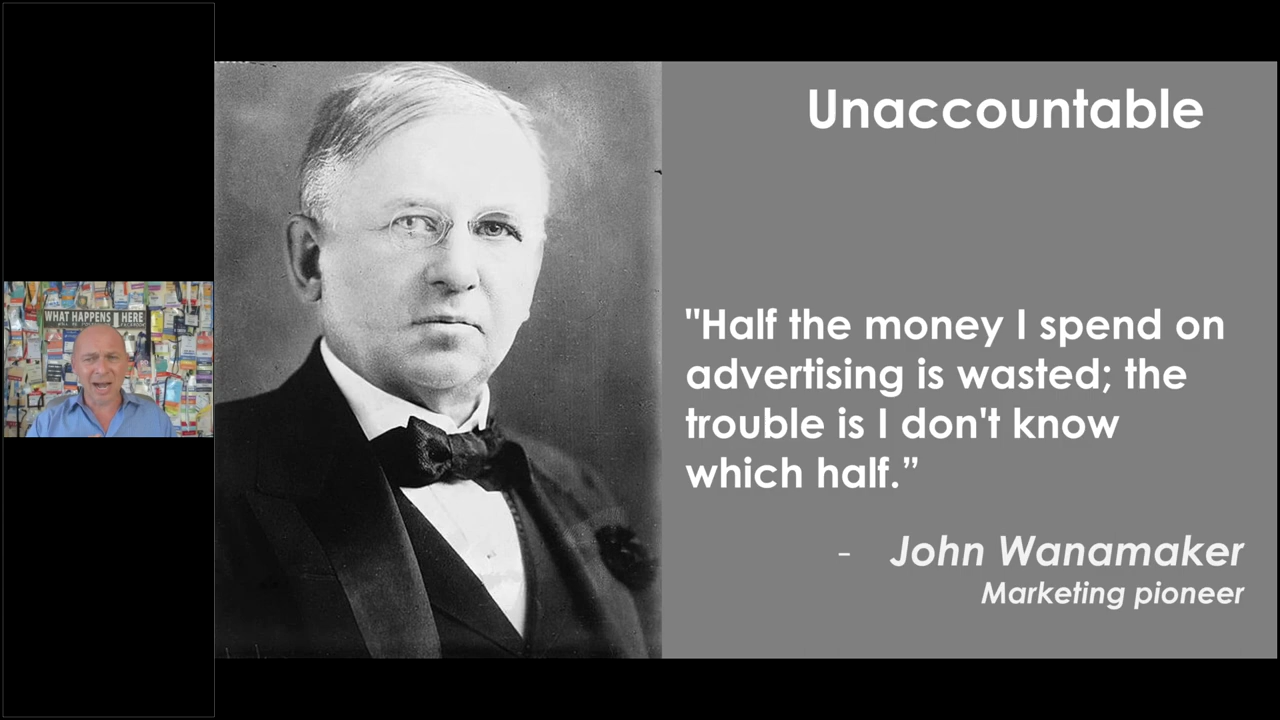 WHAT HAPPENS HERE
Unaccountable
"Half the money I spend on
advertising is wasted; the
trouble is I don't know
which half.”
- John Wanamaker
Marketing pioneer